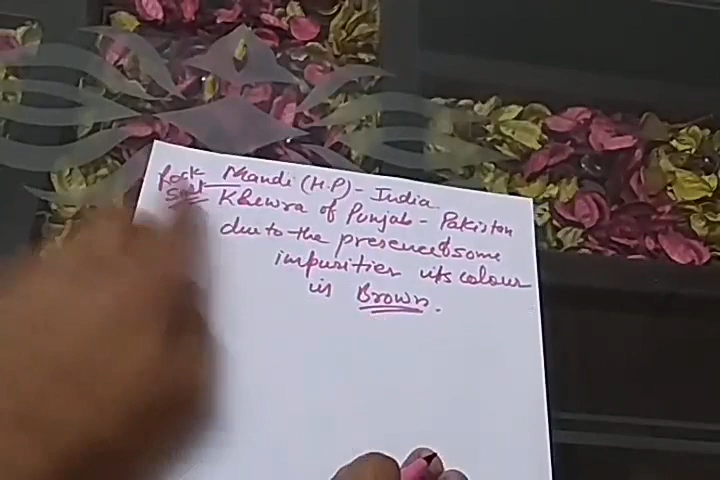 Rock Mandi (H.P) - India
Salt Khewra of Punjab - Pakistan
due to the presence of some
impurities its colour
is Brown.